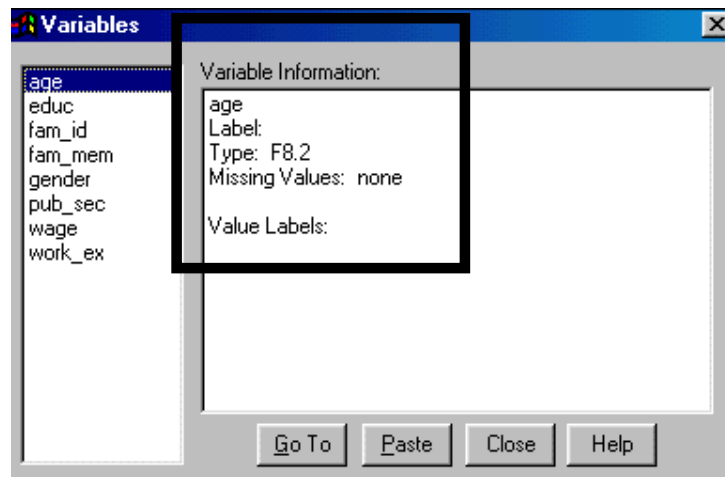 Variables
age
educ
fam_id
fam_mem
gender
pub_sec
wage
work_ex
Variable Information:
age
Label:
Type: F8.2
Missing Values: none
Value Labels:
Go To
Paste
Close
Help